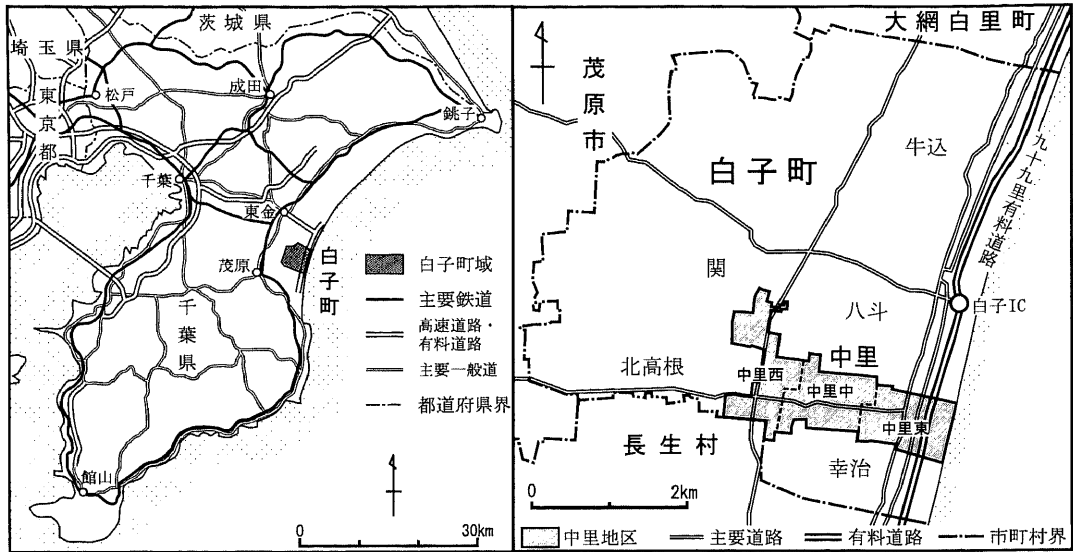 茨城県
埼玉県
東京都
松戸
成田
銚子
千葉
東金
白子町
茂原
千葉県
館山
白子町域
主要鉄道
高速道路・
有料道路
主要一般道
都道府県界
0 30km
大網白里町
茂原市
白子町
牛込
九十九里有料道路
関
八斗
白子IC
中里
北高根
中里西
中里中
中里東
長生村
幸治
0 2km
中里地区 主要道路 有料道路 市町村界